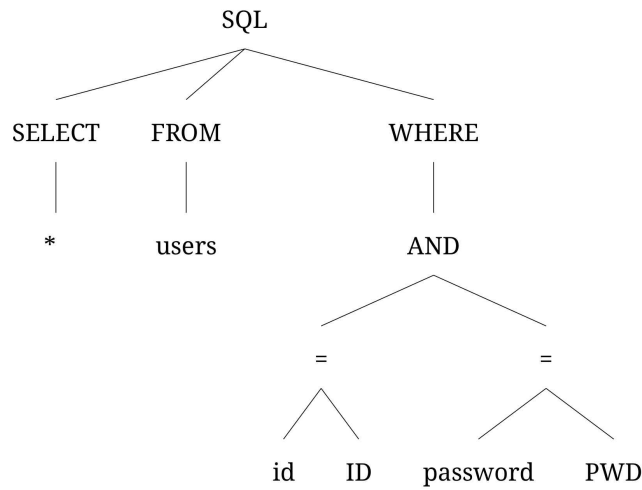 SQL
SELECT FROM WHERE
* users AND
= =
id ID password PWD